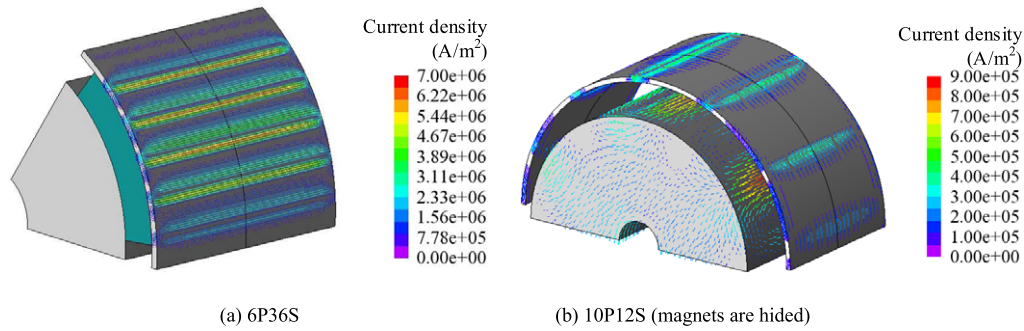 Current density
(A/m²)
7.00e+06
6.22e+06
5.44e+06
4.67e+06
3.89e+06
3.11e+06
2.33e+06
1.56e+06
7.78e+05
0.00e+00
(a) 6P36S
Current density
(A/m²)
9.00e+05
8.00e+05
7.00e+05
6.00e+05
5.00e+05
4.00e+05
3.00e+05
2.00e+05
1.00e+05
0.00e+00
(b) 10P12S (magnets are hided)